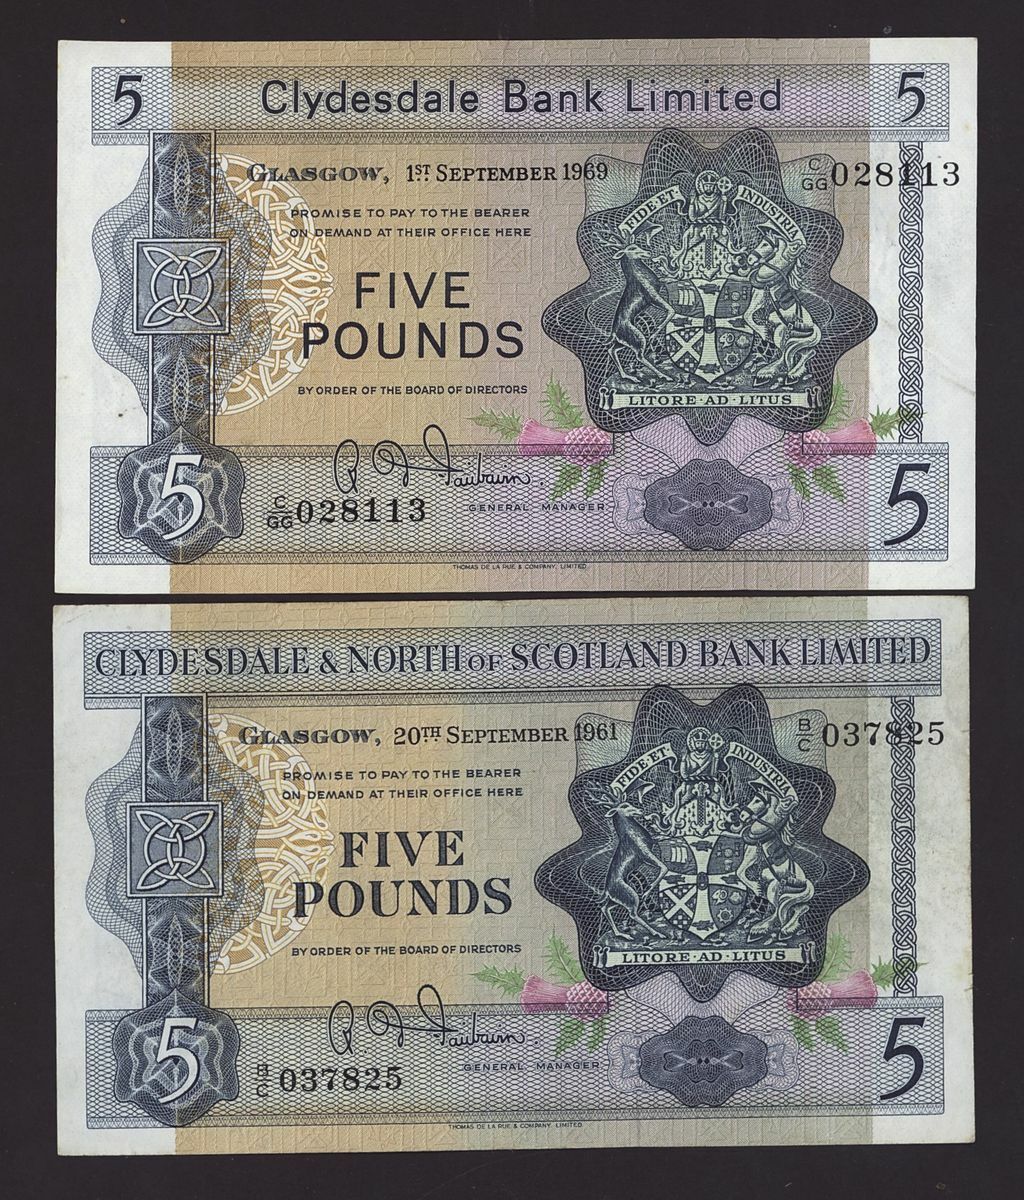 5 Clydesdale Bank Limited 5
GLASGOW, 1ST SEPTEMBER 1969 C/GG 028113
PROMISE TO PAY TO THE BEARER
ON DEMAND AT THEIR OFFICE HERE
FIDE ET INDUSTRIA
FIVE
POUNDS
BY ORDER OF THE BOARD OF DIRECTORS
LITORE·AD·LITUS
R. D. Fairbairn.
5 C/GG 028113 GENERAL MANAGER 5
THOMAS DE LA RUE & COMPANY, LIMITED
CLYDESDALE & NORTH OF SCOTLAND BANK LIMITED
GLASGOW, 20TH SEPTEMBER 1961 B/C 037825
PROMISE TO PAY TO THE BEARER
ON DEMAND AT THEIR OFFICE HERE
FIDE ET INDUSTRIA
FIVE
POUNDS
BY ORDER OF THE BOARD OF DIRECTORS
LITORE·AD·LITUS
R. D. Fairbairn.
5 B/C 037825 GENERAL MANAGER 5
THOMAS DE LA RUE & COMPANY, LIMITED